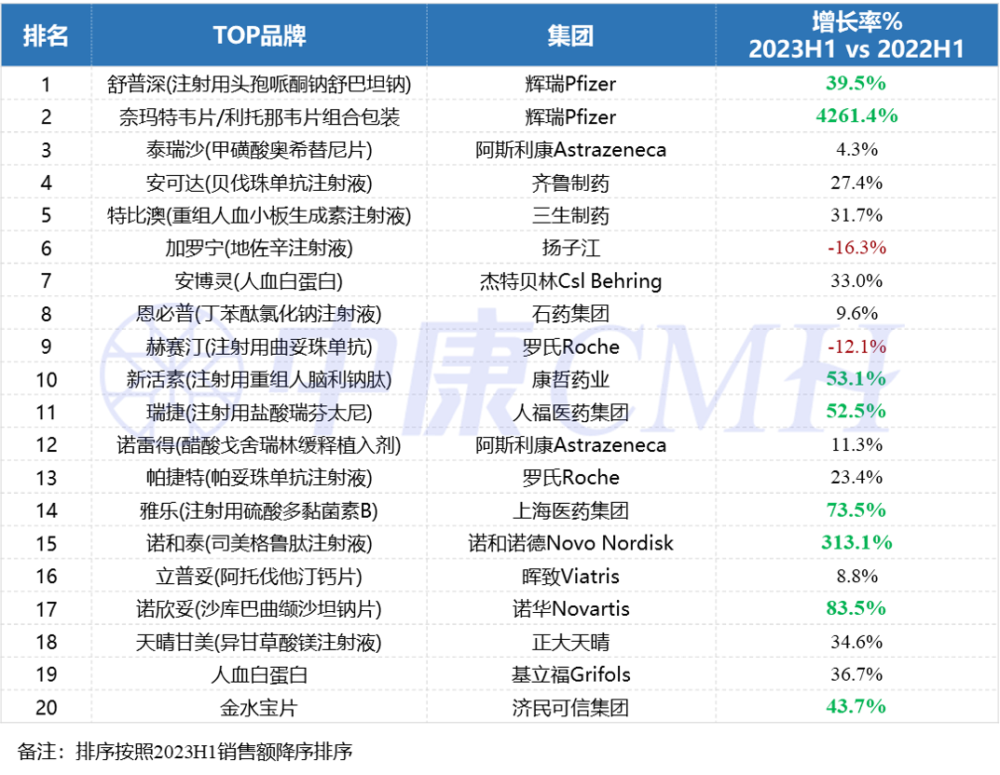 排名 TOP品牌 集团 增长率%
2023H1 vs 2022H1
1 舒普深(注射用头孢哌酮钠舒巴坦钠) 辉瑞Pfizer 39.5%
2 奈玛特韦片/利托那韦片组合包装 辉瑞Pfizer 4261.4%
3 泰瑞沙(甲磺酸奥希替尼片) 阿斯利康Astrazeneca 4.3%
4 安可达(贝伐珠单抗注射液) 齐鲁制药 27.4%
5 特比澳(重组人血小板生成素注射液) 三生制药 31.7%
6 加罗宁(地佐辛注射液) 扬子江 -16.3%
7 安博灵(人血白蛋白) 杰特贝林Csl Behring 33.0%
8 恩必普(丁苯酞氯化钠注射液) 石药集团 9.6%
9 赫赛汀(注射用曲妥珠单抗) 罗氏Roche -12.1%
10 新活素(注射用重组人脑利钠肽) 康哲药业 53.1%
11 瑞捷(注射用盐酸瑞芬太尼) 人福医药集团 52.5%
12 诺雷得(醋酸戈舍瑞林缓释植入剂) 阿斯利康Astrazeneca 11.3%
13 帕捷特(帕妥珠单抗注射液) 罗氏Roche 23.4%
14 雅乐(注射用硫酸多黏菌素B) 上海医药集团 73.5%
15 诺和泰(司美格鲁肽注射液) 诺和诺德Novo Nordisk 313.1%
16 立普妥(阿托伐他汀钙片) 晖致Viatris 8.8%
17 诺欣妥(沙库巴曲缬沙坦钠片) 诺华Novartis 83.5%
18 天晴甘美(异甘草酸镁注射液) 正大天晴 34.6%
19 人血白蛋白 基立福Grifols 36.7%
20 金水宝片 济民可信集团 43.7%
中康CMH
备注：排序按照2023H1销售额降序排序